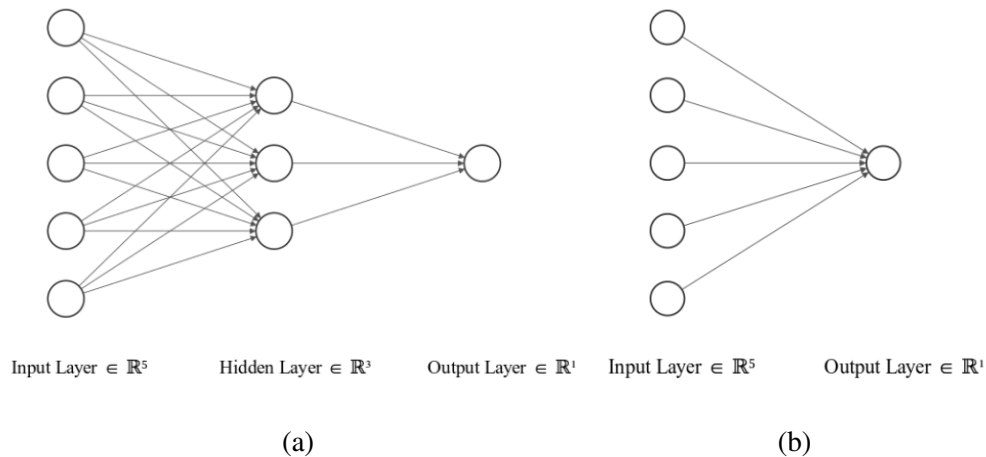 Input Layer ∈ ℝ⁵ Hidden Layer ∈ ℝ³ Output Layer ∈ ℝ¹ Input Layer ∈ ℝ⁵ Output Layer ∈ ℝ¹
(a) (b)